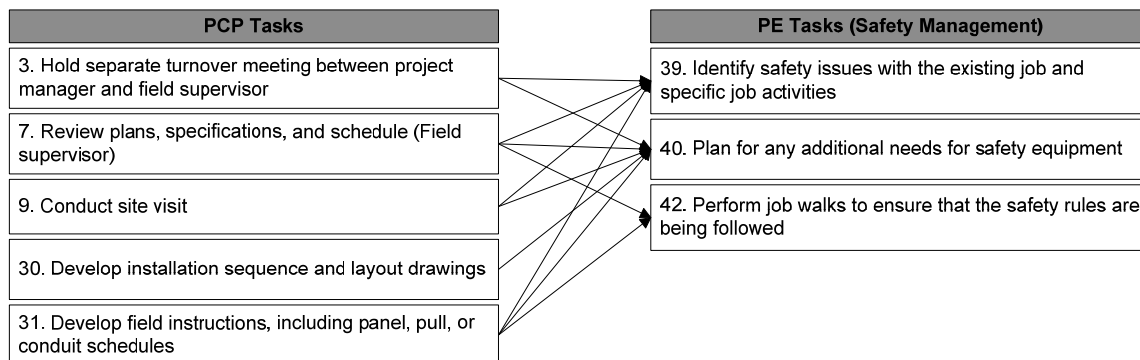 PCP Tasks
3. Hold separate turnover meeting between project
manager and field supervisor
7. Review plans, specifications, and schedule (Field
supervisor)
9. Conduct site visit
30. Develop installation sequence and layout drawings
31. Develop field instructions, including panel, pull, or
conduit schedules
PE Tasks (Safety Management)
39. Identify safety issues with the existing job and
specific job activities
40. Plan for any additional needs for safety equipment
42. Perform job walks to ensure that the safety rules are
being followed